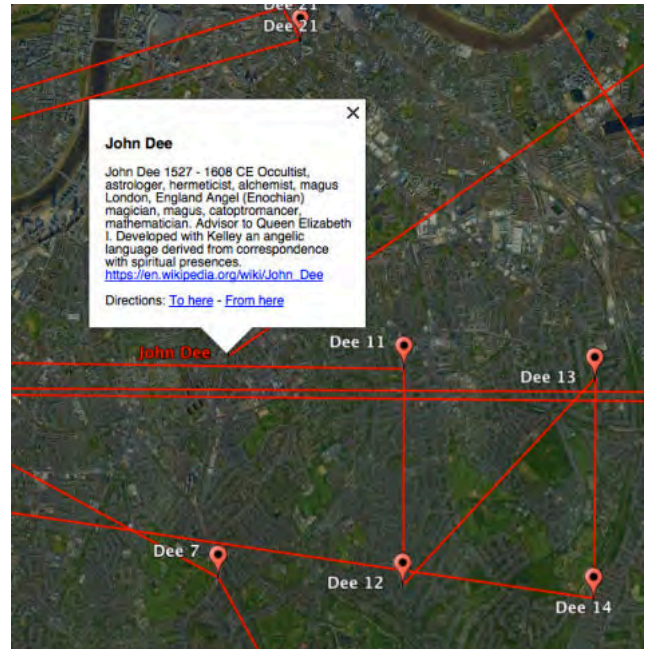 Dee 21
Dee 21
John Dee
John Dee 1527 - 1608 CE Occultist,
astrologer, hermeticist, alchemist, magus
London, England Angel (Enochian)
magician, magus, catoptromancer,
mathematician. Advisor to Queen Elizabeth
I. Developed with Kelley an angelic
language derived from correspondence
with spiritual presences.
https://en.wikipedia.org/wiki/John_Dee
Directions: To here - From here
John Dee
Dee 11
Dee 13
Dee 7
Dee 12
Dee 14